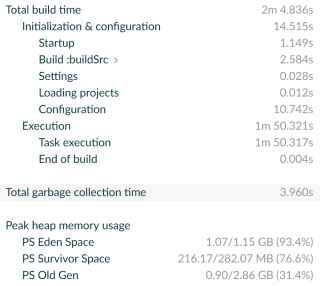 Total build time 2m 4.836s
Initialization & configuration 14.515s
Startup 1.149s
Build :buildSrc > 2.584s
Settings 0.028s
Loading projects 0.012s
Configuration 10.742s
Execution 1m 50.321s
Task execution 1m 50.317s
End of build 0.004s
Total garbage collection time 3.960s
Peak heap memory usage
PS Eden Space 1.07/1.15 GB (93.4%)
PS Survivor Space 216.17/282.07 MB (76.6%)
PS Old Gen 0.90/2.86 GB (31.4%)